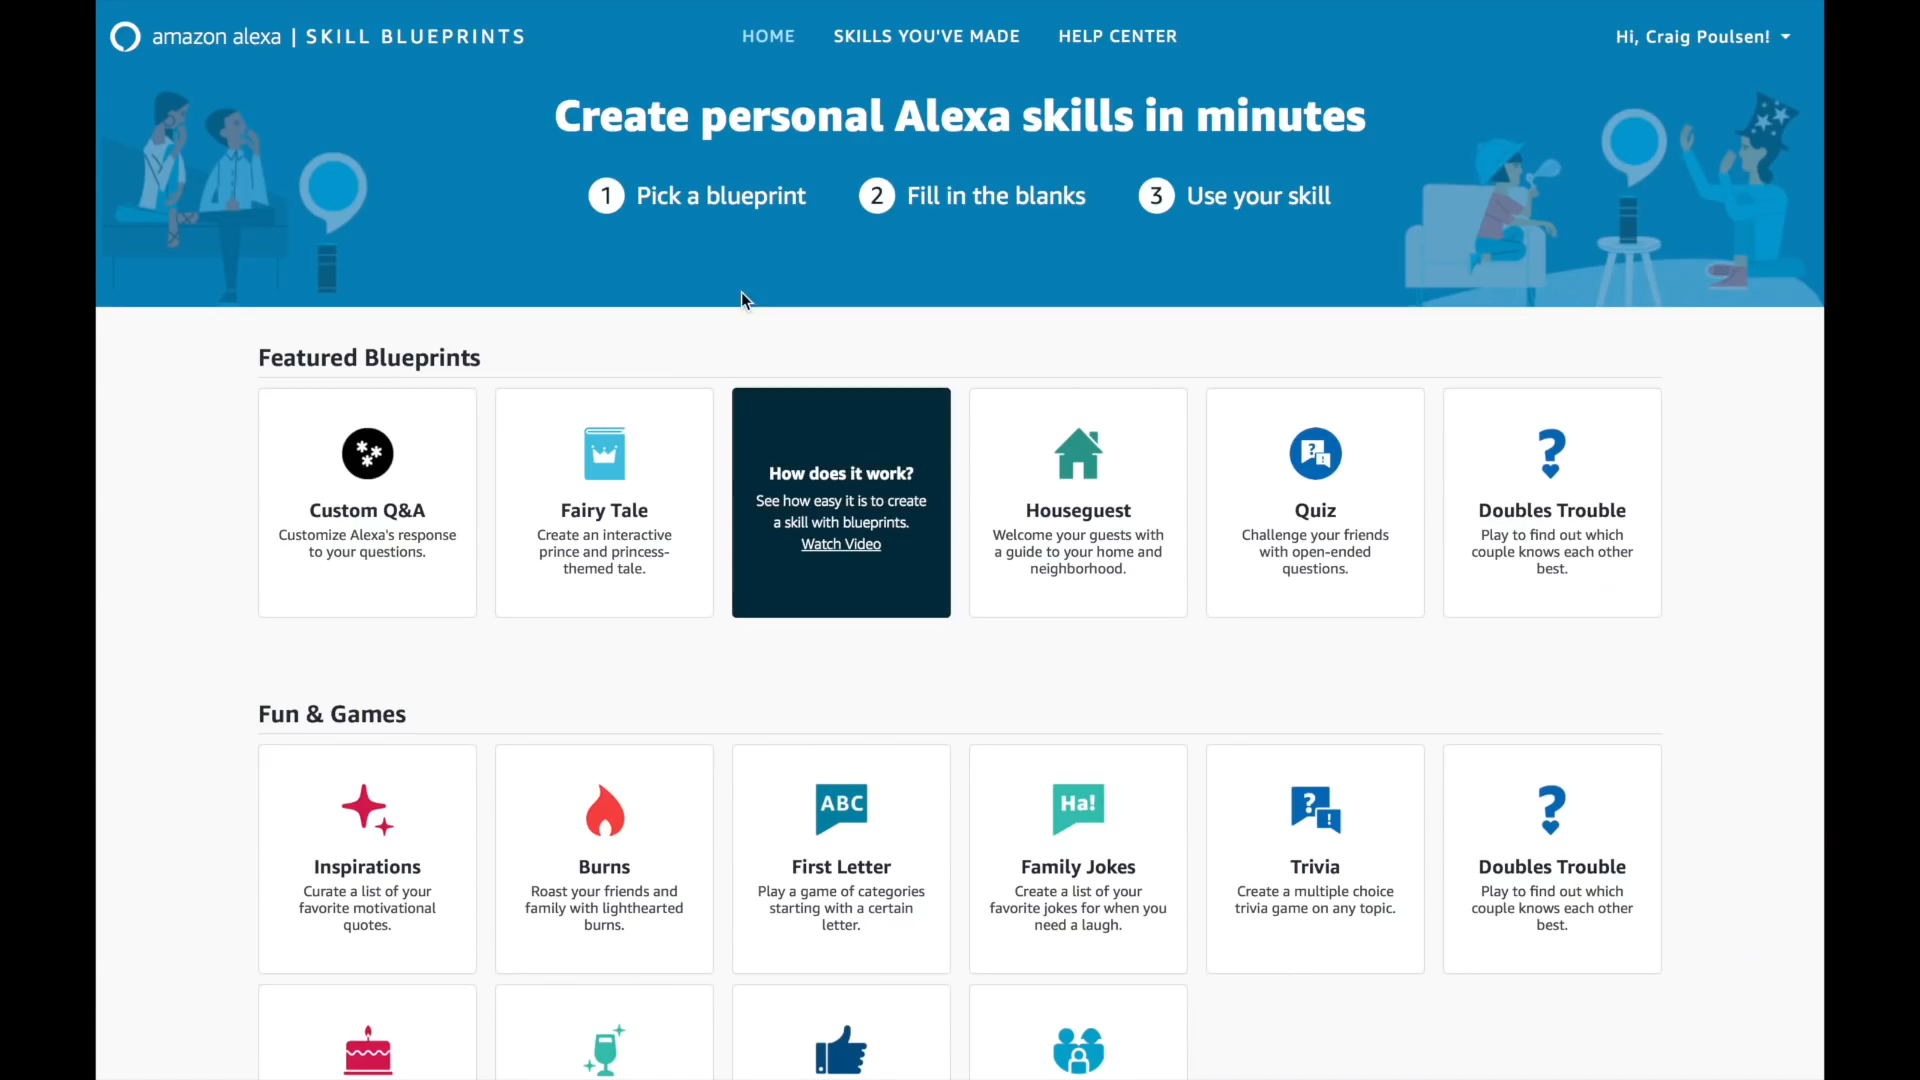 amazon alexa | SKILL BLUEPRINTS
HOME
SKILLS YOU'VE MADE
HELP CENTER
Hi, Craig Poulsen!
Create personal Alexa skills in minutes
1 Pick a blueprint
2 Fill in the blanks
3 Use your skill
Featured Blueprints
Custom Q&A
Customize Alexa's response
to your questions.
Fairy Tale
Create an interactive
prince and princess-
themed tale.
How does it work?
See how easy it is to create
a skill with blueprints.
Watch Video
Houseguest
Welcome your guests with
a guide to your home and
neighborhood.
?
!
Quiz
Challenge your friends
with open-ended
questions.
?
Doubles Trouble
Play to find out which
couple knows each other
best.
Fun & Games
Inspirations
Curate a list of your
favorite motivational
quotes.
Burns
Roast your friends and
family with lighthearted
burns.
ABC
First Letter
Play a game of categories
starting with a certain
letter.
Ha!
Family Jokes
Create a list of your
favorite jokes for when you
need a laugh.
?
!
Trivia
Create a multiple choice
trivia game on any topic.
?
Doubles Trouble
Play to find out which
couple knows each other
best.